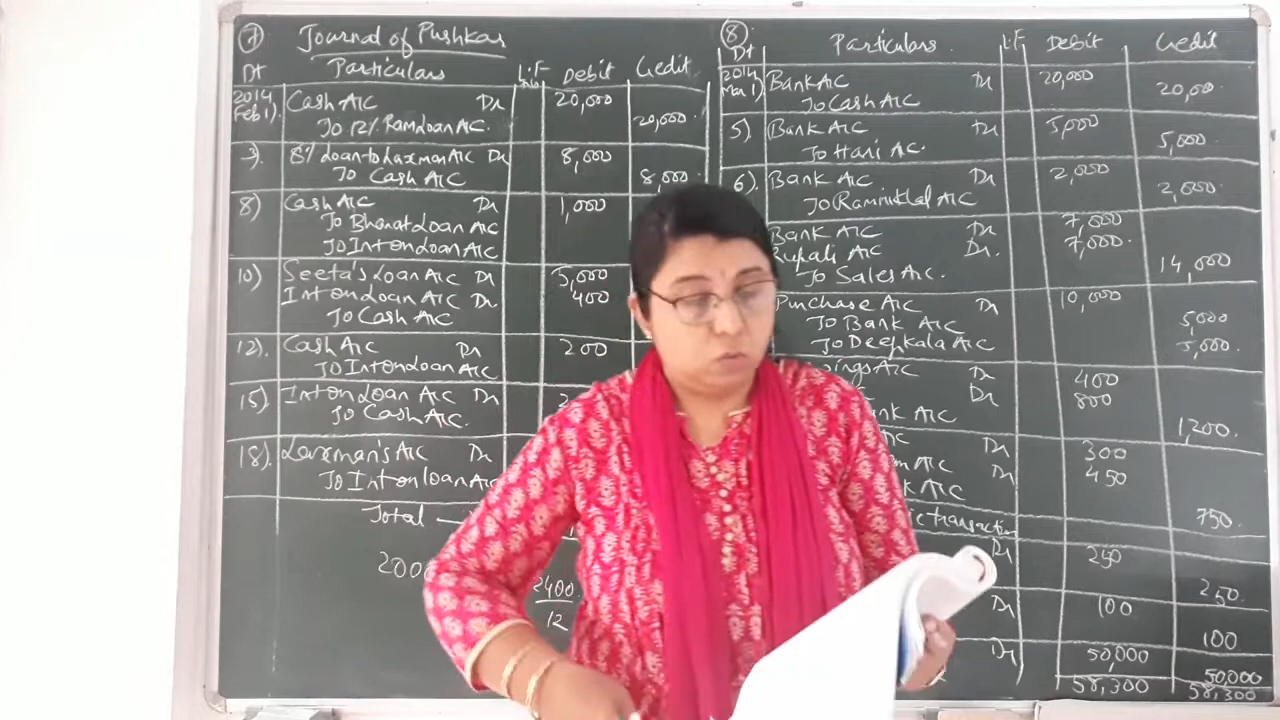 7 Journal of Pushkar
Dt Particulars L.F Debit Credit
2014 Feb 1). Cash A/C Dr 20,000
To 12% Ram Loan A/C. 20,000
3). 8% Loan to Laxman A/C Dr 8,000
To Cash A/C 8,000
8) Cash A/C Dr 1,000
To Bharat Loan A/C
To Int on Loan A/C
10) Seeta's Loan A/C Dr 5,000
Int on Loan A/C Dr 400
To Cash A/C
12). Cash A/C Dr 200
To Int on Loan A/C
15). Int on Loan A/C Dr
To Cash A/C.
18). Laxman's A/C Dr
To Int on loan A/C
Total
2400
12
8
Dt Particulars. L.F Debit Credit
2014 Mar 1) Bank A/C Dr 20,000
To Cash A/C 20,00
5) Bank A/C Dr 5,000
To Hari A/C. 5,000
6). Bank A/C Dr 2,000
To Ramniklal A/C 2,000
Bank A/C Dr 7,000
Rupali A/C Dr. 7,000
To Sales A/C. 14,000
Purchase A/C Dr 10,000
To Bank A/C 5,000
To Deepkala A/C 5,000
A/C Dr 400
Dr 800
A/C 1,200
Dr 300
A/C Dr 450
A/C 750
transaction
Dr 250
250
Dr 100
100
Dr 50,000
50,000
58,300 58,300